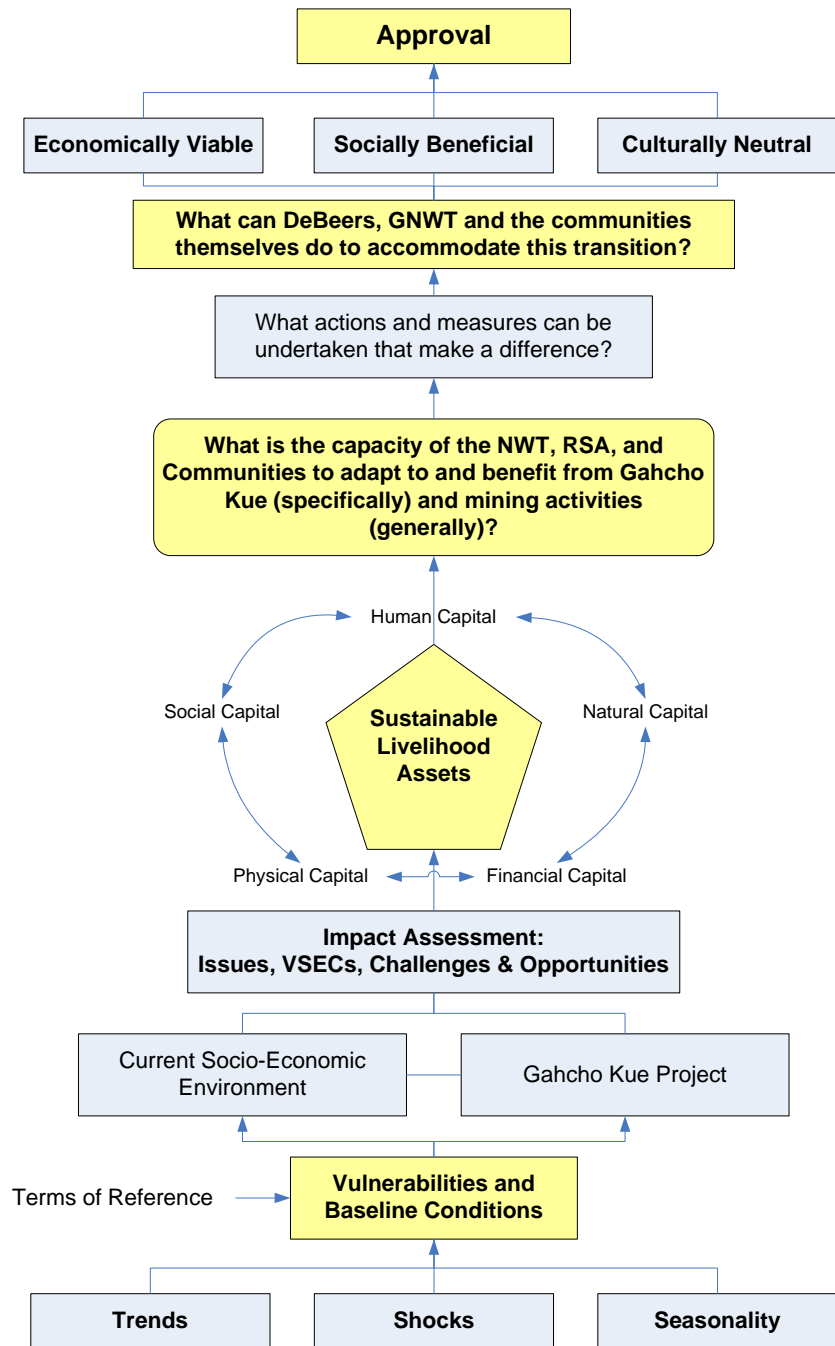 Approval
Economically Viable
Socially Beneficial
Culturally Neutral
What can DeBeers, GNWT and the communities
themselves do to accommodate this transition?
What actions and measures can be
undertaken that make a difference?
What is the capacity of the NWT, RSA, and
Communities to adapt to and benefit from Gahcho
Kue (specifically) and mining activities
(generally)?
Human Capital
Social Capital
Natural Capital
Sustainable
Livelihood
Assets
Physical Capital
Financial Capital
Impact Assessment:
Issues, VSECs, Challenges & Opportunities
Current Socio-Economic
Environment
Gahcho Kue Project
Terms of Reference
Vulnerabilities and
Baseline Conditions
Trends
Shocks
Seasonality